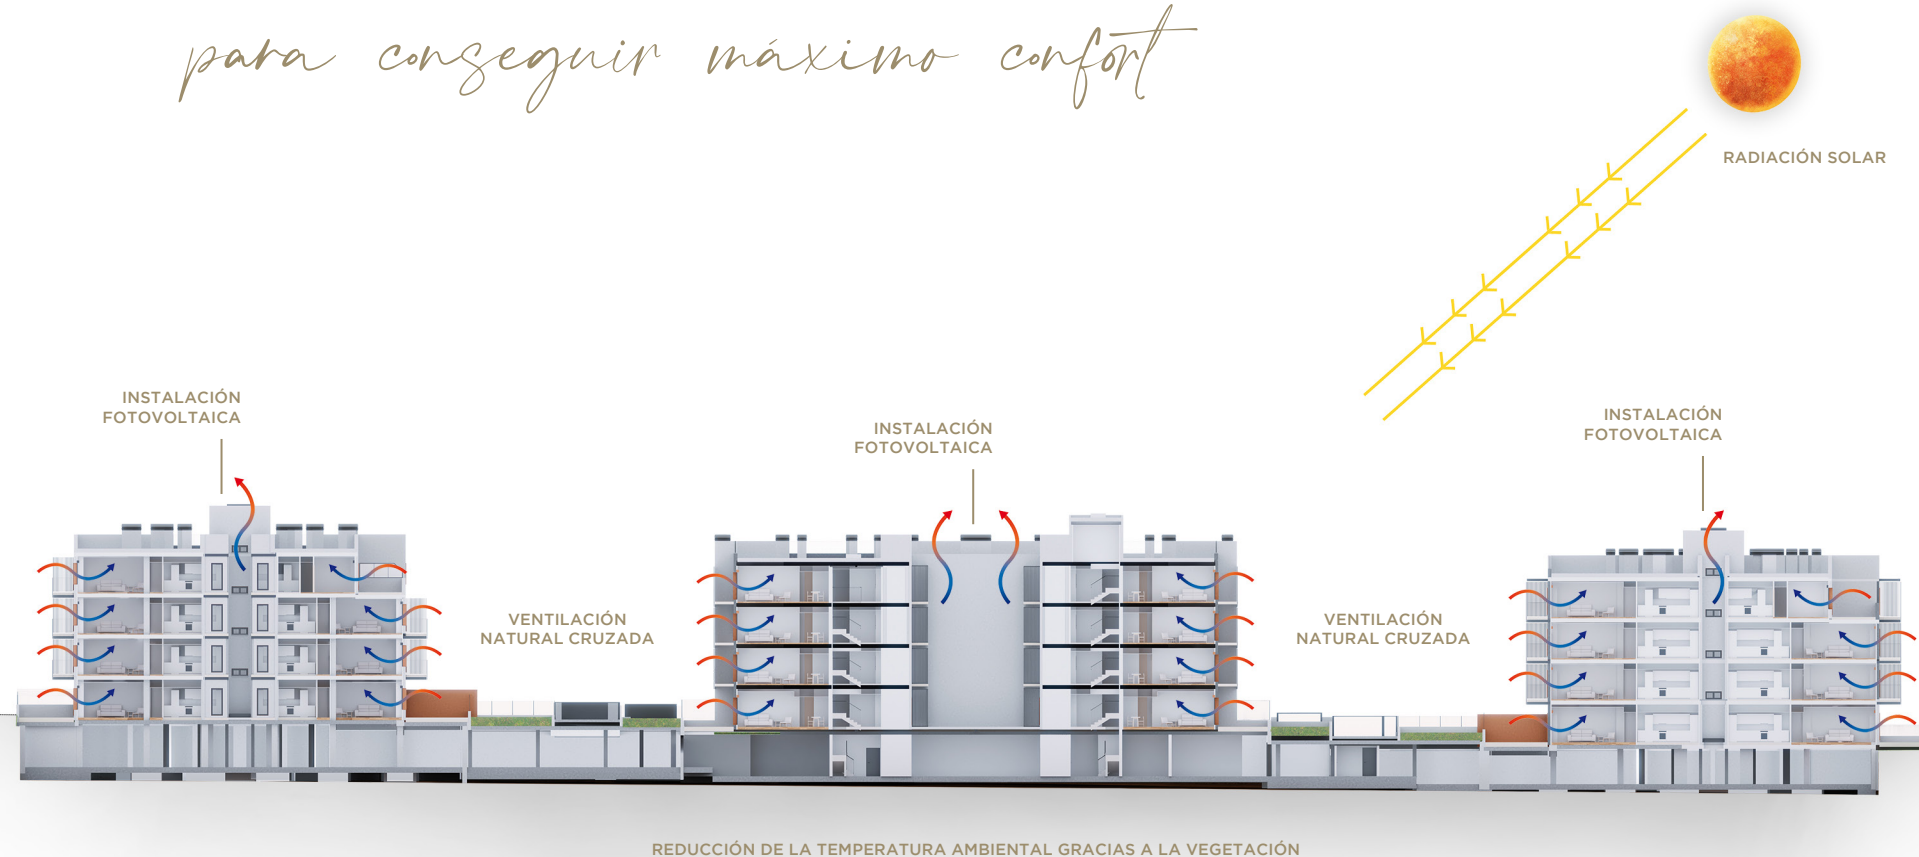 para conseguir máximo confort
RADIACIÓN SOLAR
INSTALACIÓN
FOTOVOLTAICA
INSTALACIÓN
FOTOVOLTAICA
INSTALACIÓN
FOTOVOLTAICA
VENTILACIÓN
NATURAL CRUZADA
VENTILACIÓN
NATURAL CRUZADA
REDUCCIÓN DE LA TEMPERATURA AMBIENTAL GRACIAS A LA VEGETACIÓN